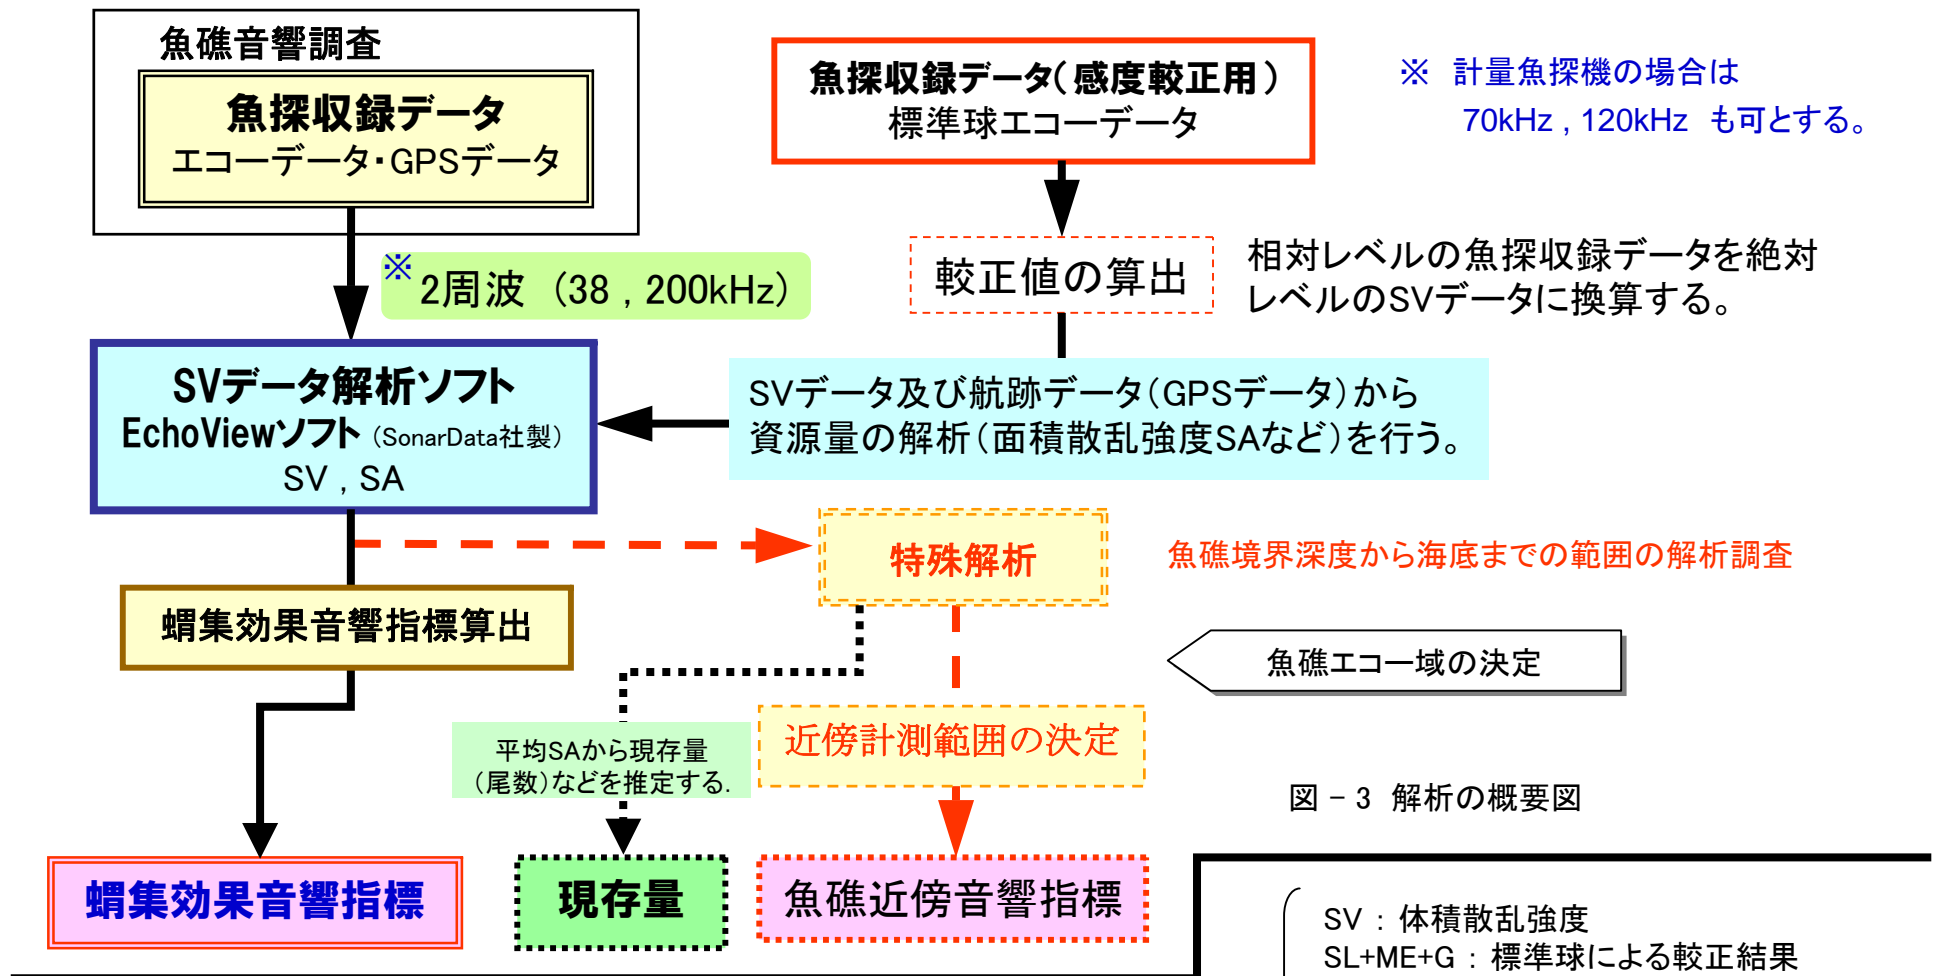 魚礁音響調査
魚探収録データ
エコーデータ・GPSデータ
魚探収録データ(感度較正用)
標準球エコーデータ
※ 計量魚探機の場合は
70kHz , 120kHz も可とする。
※
2周波 (38 , 200kHz)
較正値の算出
相対レベルの魚探収録データを絶対
レベルのSVデータに換算する。
SVデータ解析ソフト
EchoViewソフト (SonarData社製)
SV , SA
SVデータ及び航跡データ(GPSデータ)から
資源量の解析(面積散乱強度SAなど)を行う。
特殊解析
魚礁境界深度から海底までの範囲の解析調査
蝟集効果音響指標算出
魚礁エコー域の決定
平均SAから現存量
(尾数)などを推定する.
近傍計測範囲の決定
図－3 解析の概要図
蝟集効果音響指標
現存量
魚礁近傍音響指標
SV : 体積散乱強度
SL+ME+G : 標準球による較正結果